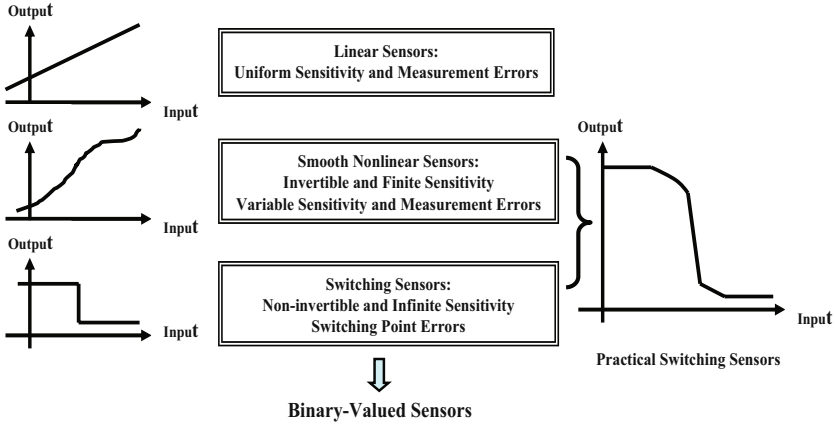 Output
Input
Linear Sensors:
Uniform Sensitivity and Measurement Errors
Output
Input
Smooth Nonlinear Sensors:
Invertible and Finite Sensitivity
Variable Sensitivity and Measurement Errors
Output
Input
Switching Sensors:
Non-invertible and Infinite Sensitivity
Switching Point Errors
Binary-Valued Sensors
Output
Input
Practical Switching Sensors